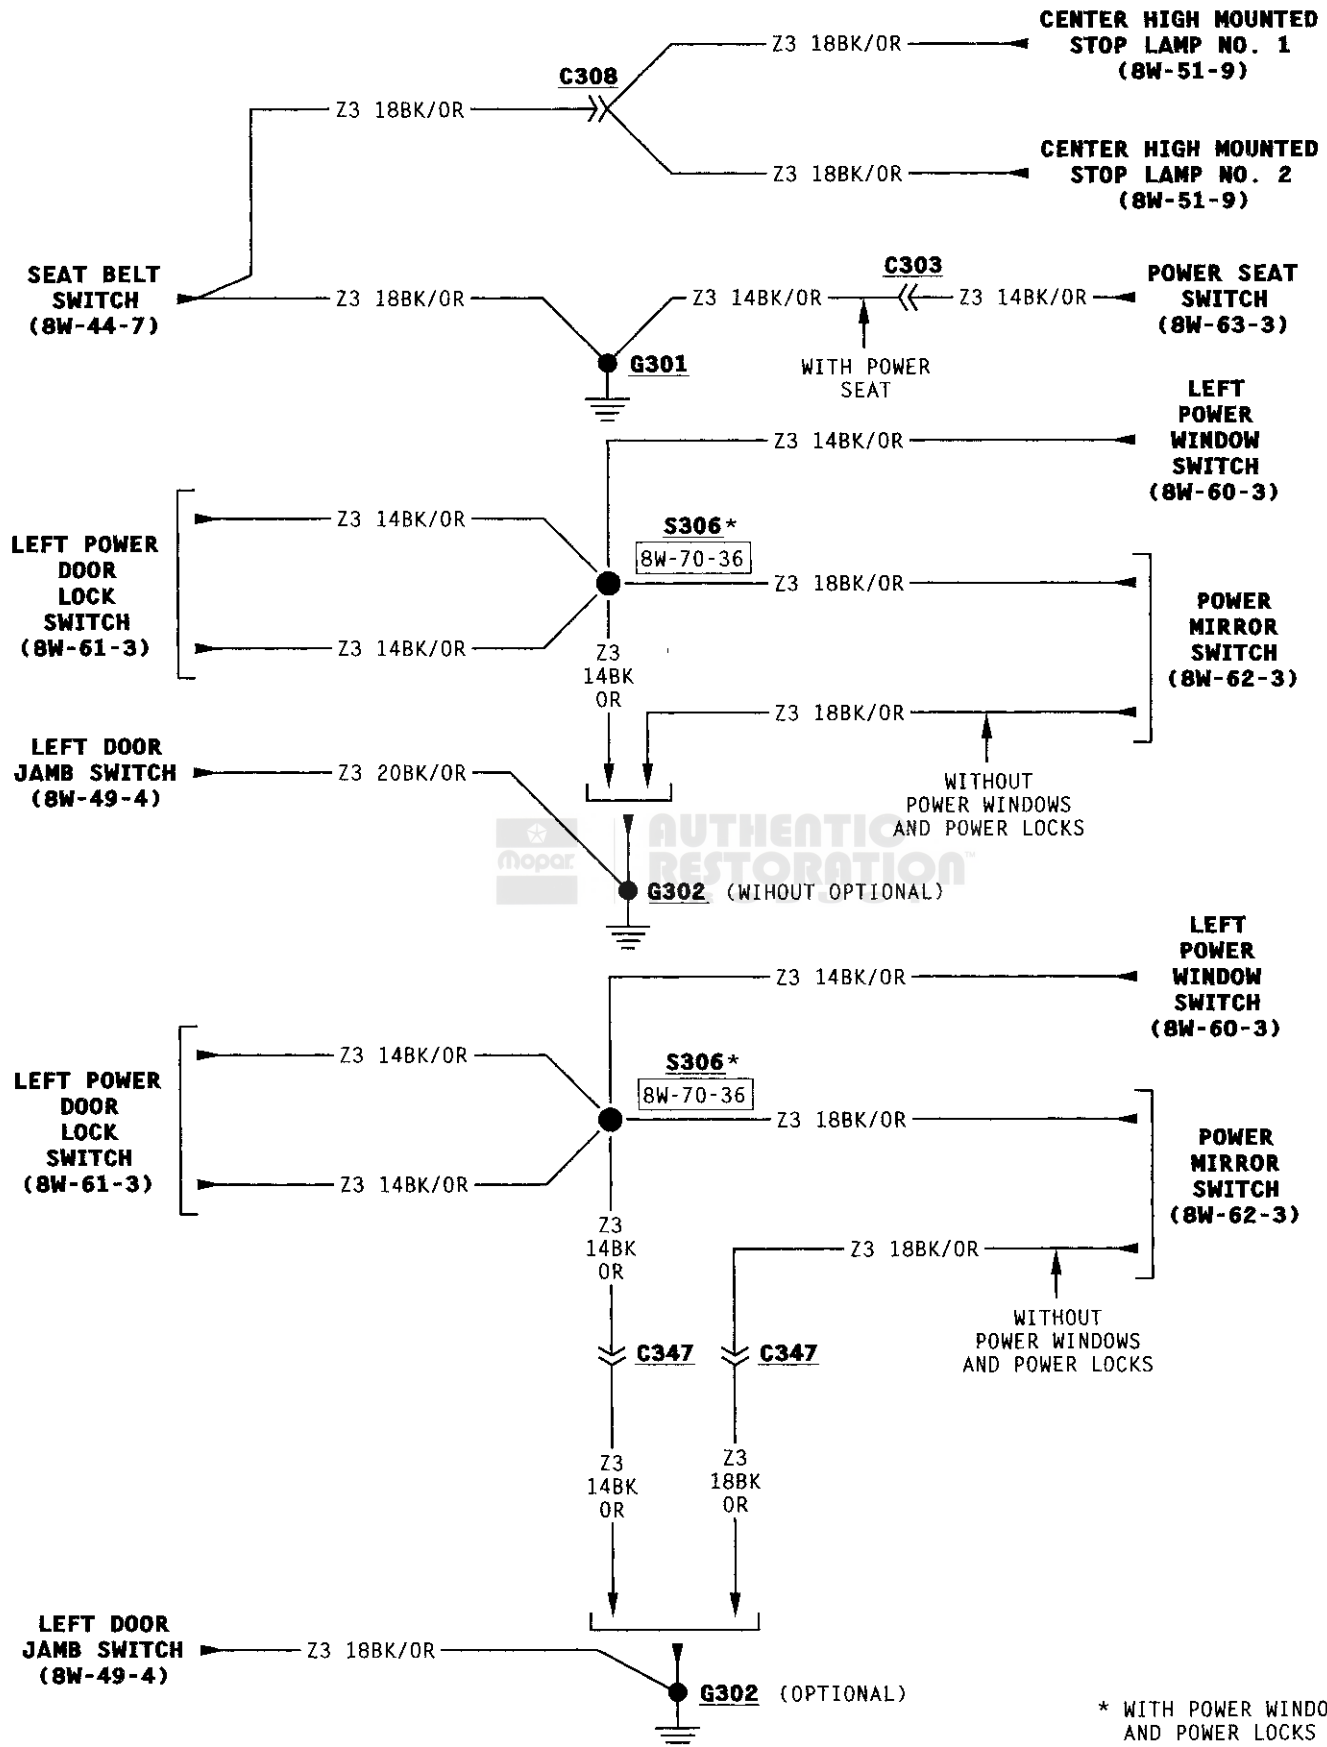 CENTER HIGH MOUNTED
STOP LAMP NO. 1
(8W-51-9)
Z3 18BK/OR
C308
Z3 18BK/OR
CENTER HIGH MOUNTED
STOP LAMP NO. 2
(8W-51-9)
Z3 18BK/OR
SEAT BELT
SWITCH
(8W-44-7)
Z3 18BK/OR
C303
Z3 14BK/OR
Z3 14BK/OR
POWER SEAT
SWITCH
(8W-63-3)
G301
WITH POWER
SEAT
LEFT
POWER
WINDOW
SWITCH
(8W-60-3)
Z3 14BK/OR
LEFT POWER
DOOR
LOCK
SWITCH
(8W-61-3)
Z3 14BK/OR
S306*
8W-70-36
Z3 18BK/OR
POWER
MIRROR
SWITCH
(8W-62-3)
Z3 14BK/OR
Z3
14BK
OR
Z3 18BK/OR
LEFT DOOR
JAMB SWITCH
(8W-49-4)
Z3 20BK/OR
WITHOUT
POWER WINDOWS
AND POWER LOCKS
Mopar
AUTHENTIC
RESTORATION™
G302 (WIHOUT OPTIONAL)
LEFT
POWER
WINDOW
SWITCH
(8W-60-3)
Z3 14BK/OR
LEFT POWER
DOOR
LOCK
SWITCH
(8W-61-3)
Z3 14BK/OR
S306*
8W-70-36
Z3 18BK/OR
POWER
MIRROR
SWITCH
(8W-62-3)
Z3 14BK/OR
Z3
14BK
OR
Z3 18BK/OR
WITHOUT
POWER WINDOWS
AND POWER LOCKS
C347
C347
Z3
14BK
OR
Z3
18BK
OR
LEFT DOOR
JAMB SWITCH
(8W-49-4)
Z3 18BK/OR
G302 (OPTIONAL)
* WITH POWER WINDO
AND POWER LOCKS